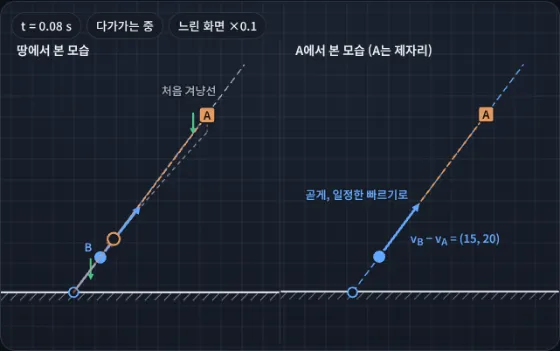 t = 0.08 s
다가가는 중
느린 화면 ×0.1
땅에서 본 모습
처음 겨냥선
A
B
A에서 본 모습 (A는 제자리)
A
곧게, 일정한 빠르기로
vB − vA = (15, 20)